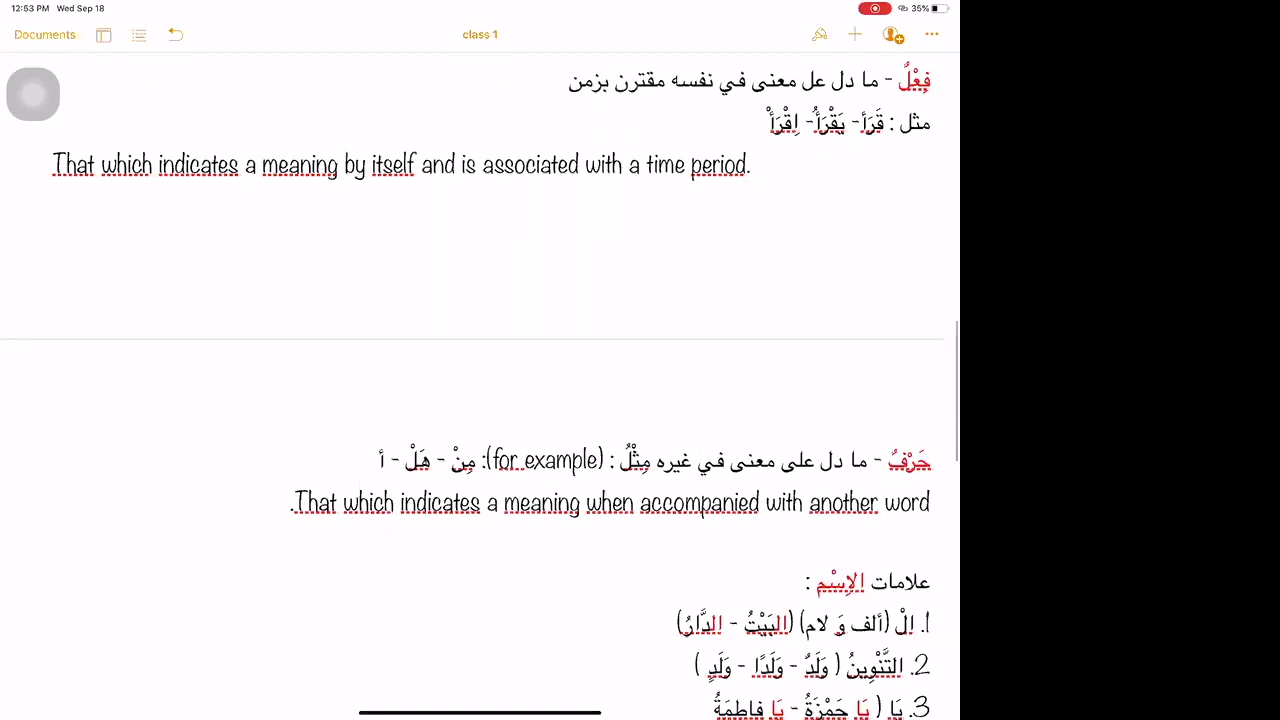 12:53 PM Wed Sep 18 35%
Documents class 1
فِعْلٌ - ما دل عل معنى في نفسه مقترن بزمن
مثل : قَرَأَ- يَقْرَأُ- اِقْرَأْ
That which indicates a meaning by itself and is associated with a time period.
حَرْفٌ - ما دل على معنى في غيره مِثْلُ : (for example): مِنْ - هَلْ - أ
That which indicates a meaning when accompanied with another word.
علامات الاِسْم :
1. الْ (ألف وَ لام) (البَيْتُ - الدَّارُ)
2. التَّنْوِينُ ( وَلَدٌ - وَلَدًا - وَلَدٍ )
3. يَا ( يَا حَمْزَةُ - يَا فاطِمَةُ